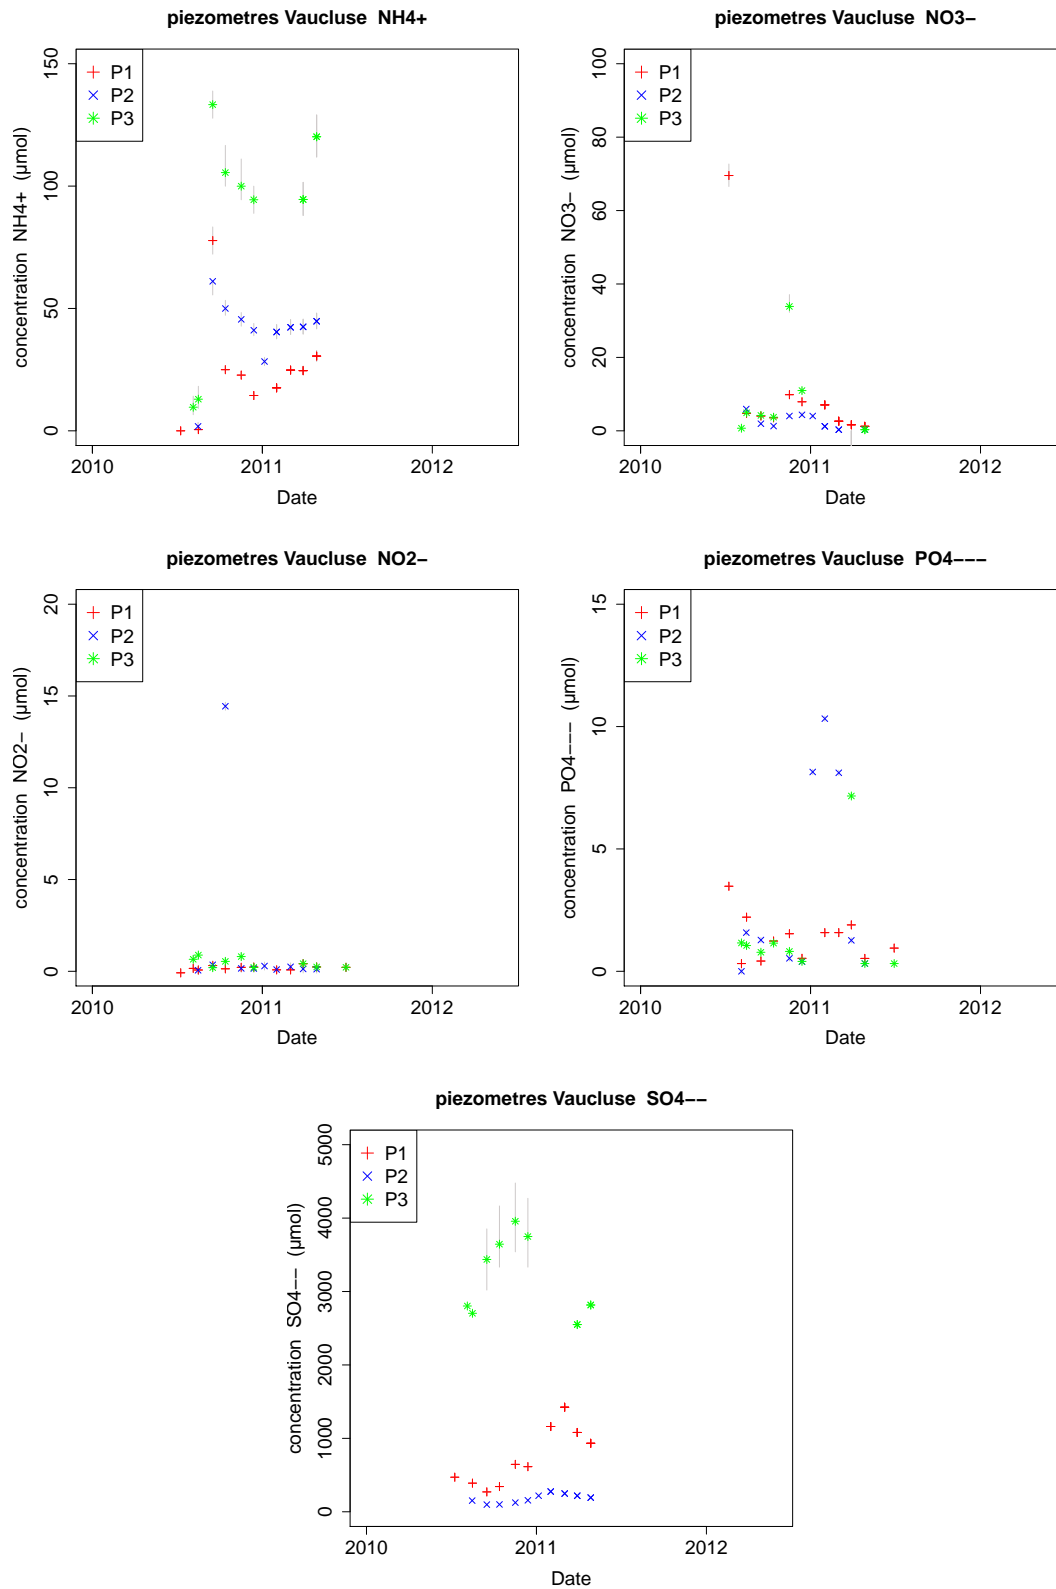 piezometres Vaucluse NH4+
concentration NH4+ (µmol)
0
50
100
150
P1
P2
P3
2010
2011
2012
Date
piezometres Vaucluse NO3−
concentration NO3− (µmol)
0
20
40
60
80
100
P1
P2
P3
2010
2011
2012
Date
piezometres Vaucluse NO2−
concentration NO2− (µmol)
0
5
10
15
20
P1
P2
P3
2010
2011
2012
Date
piezometres Vaucluse PO4−−−
concentration PO4−−− (µmol)
0
5
10
15
P1
P2
P3
2010
2011
2012
Date
piezometres Vaucluse SO4−−
concentration SO4−− (µmol)
0
1000
2000
3000
4000
5000
P1
P2
P3
2010
2011
2012
Date